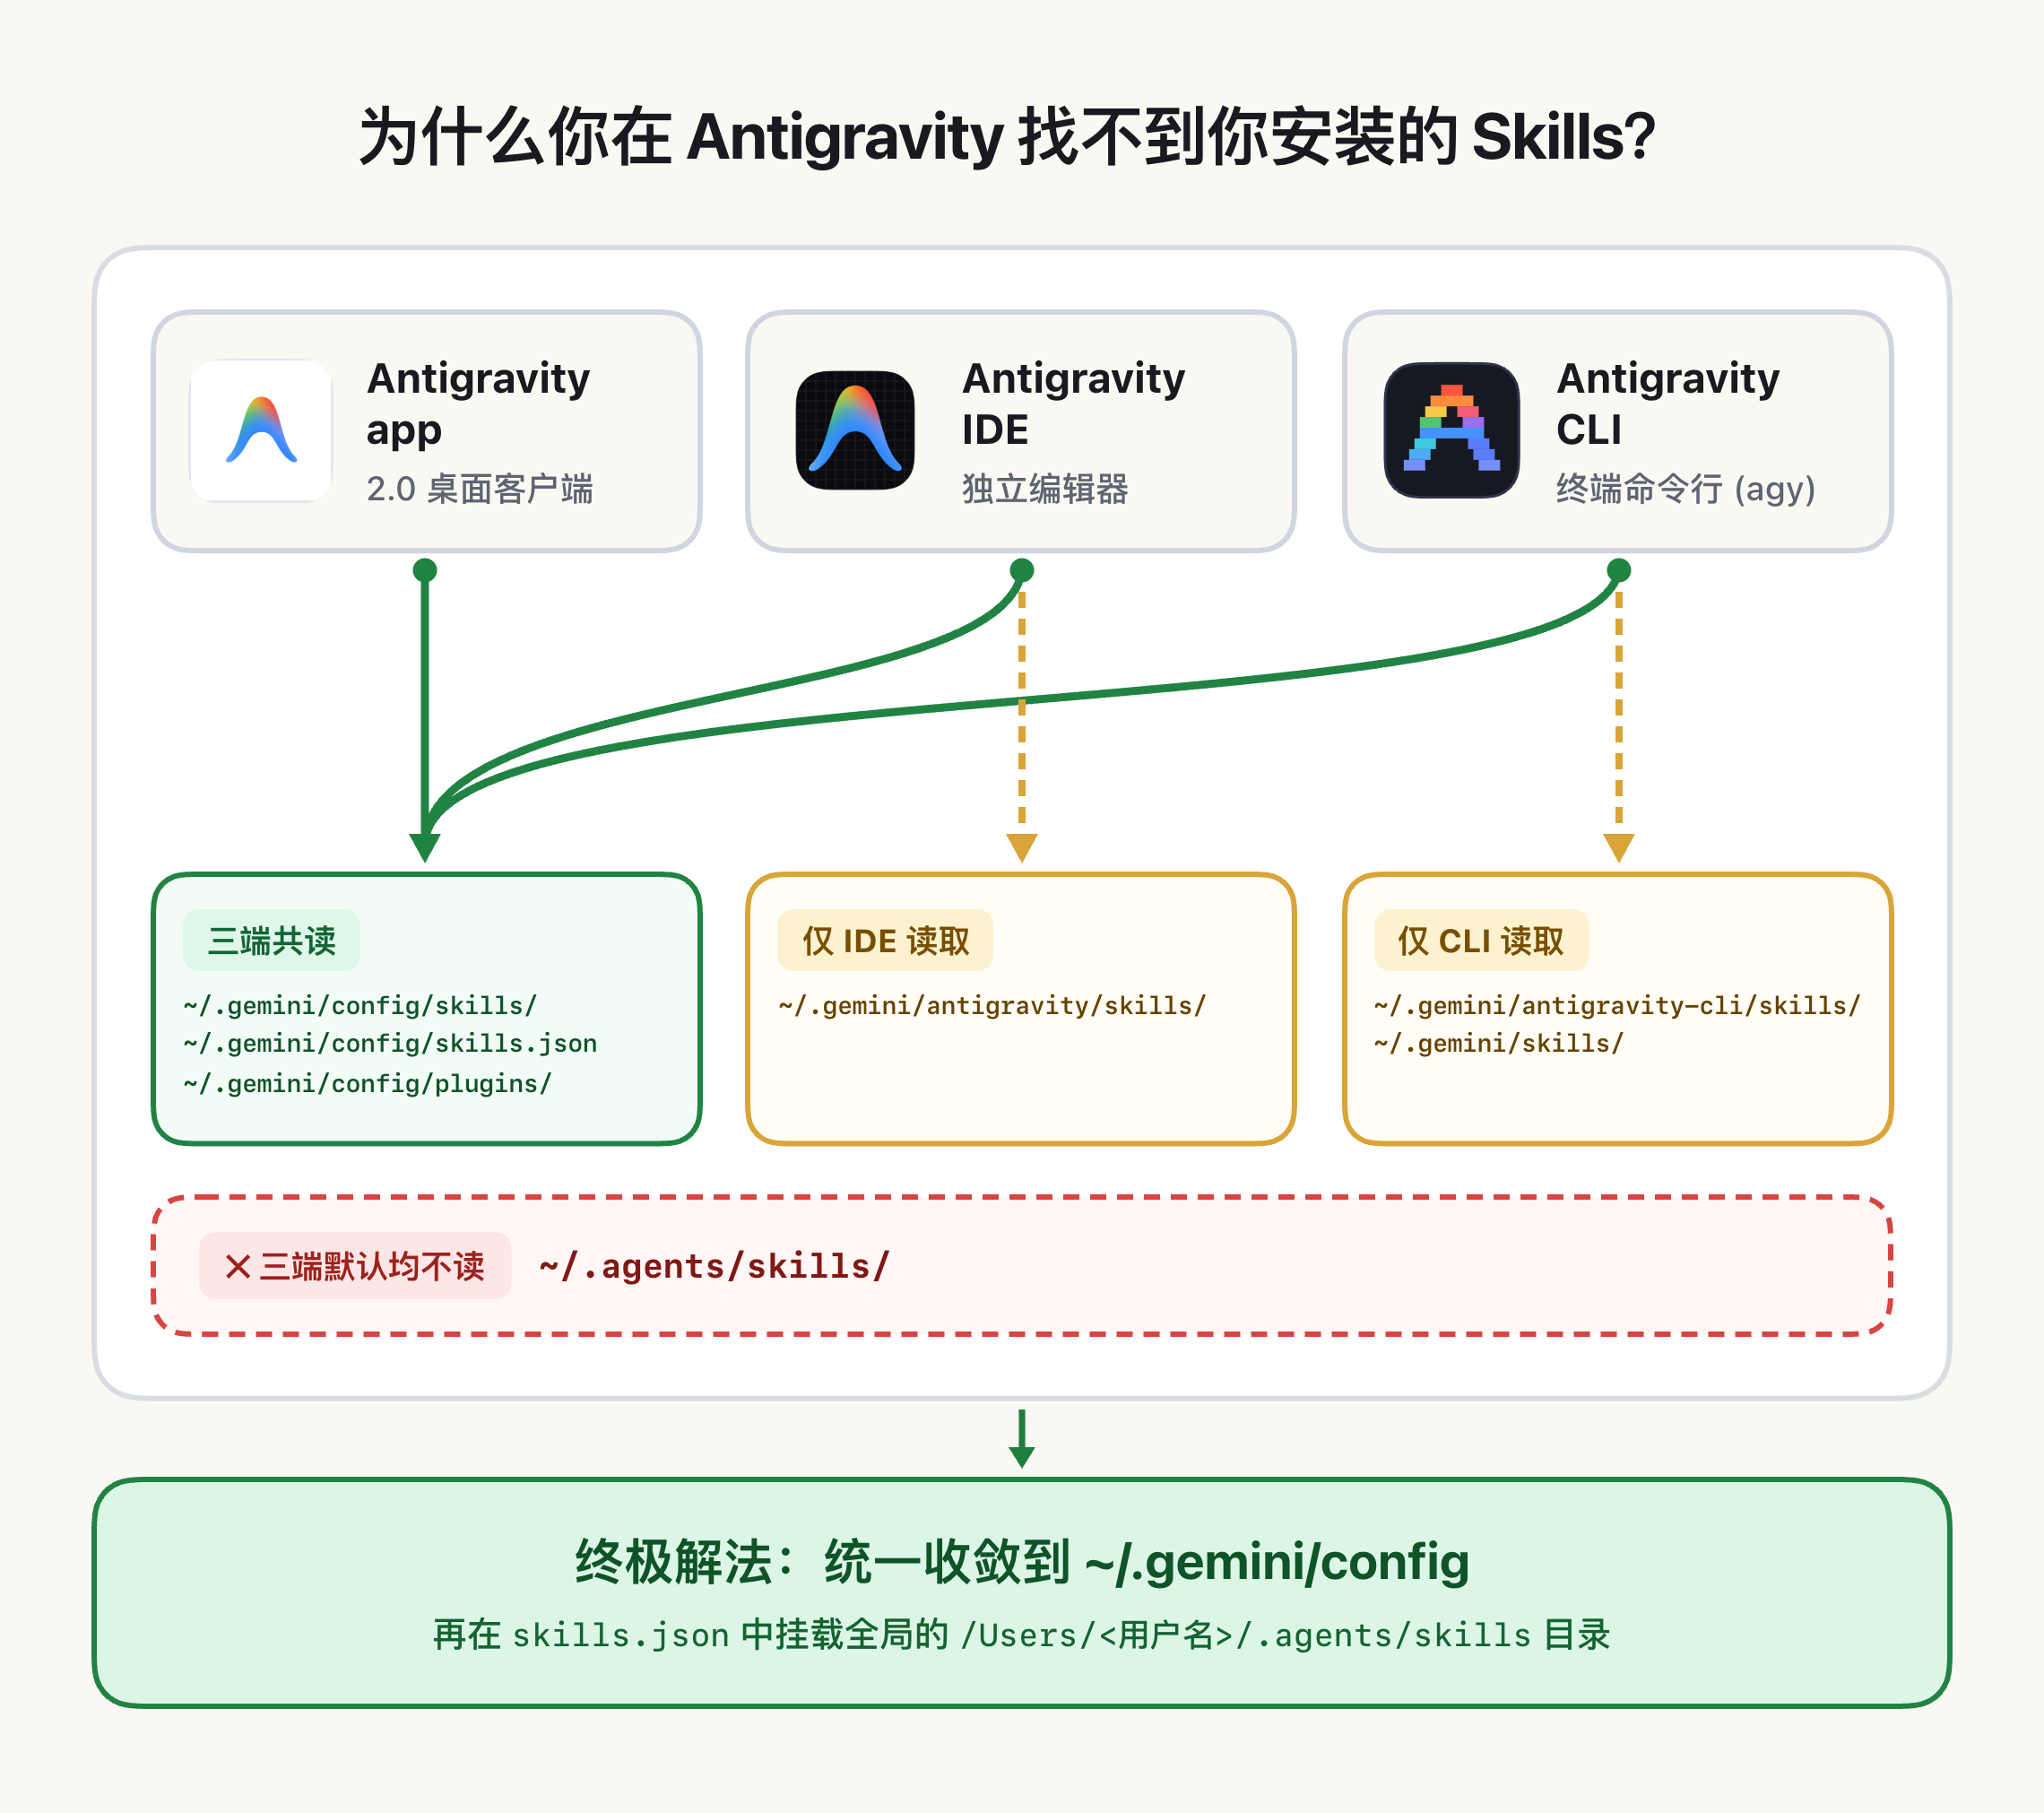 为什么你在 Antigravity 找不到你安装的 Skills?
Antigravity
app
2.0 桌面客户端
Antigravity
IDE
独立编辑器
Antigravity
CLI
终端命令行 (agy)
三端共读
~/.gemini/config/skills/
~/.gemini/config/skills.json
~/.gemini/config/plugins/
仅 IDE 读取
~/.gemini/antigravity/skills/
仅 CLI 读取
~/.gemini/antigravity-cli/skills/
~/.gemini/skills/
✕ 三端默认均不读 ~/.agents/skills/
终极解法：统一收敛到 ~/.gemini/config
再在 skills.json 中挂载全局的 /Users/<用户名>/.agents/skills 目录